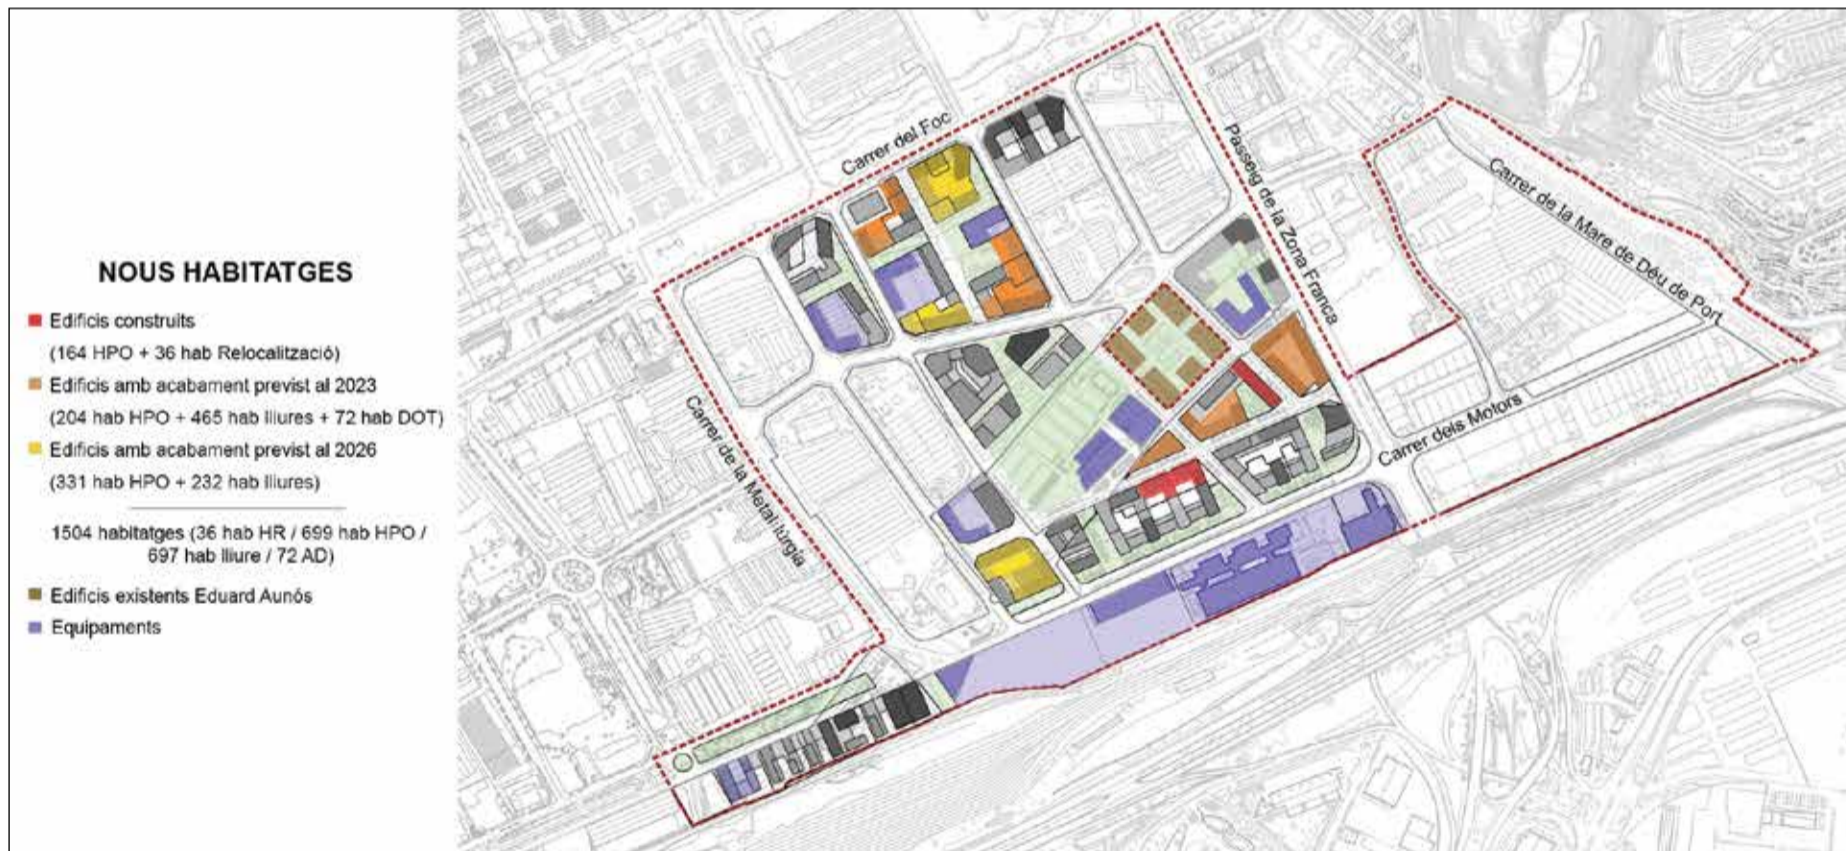 NOUS HABITATGES
Edificis construïts
(164 HPO + 36 hab Relocalització)
Edificis amb acabament previst al 2023
(204 hab HPO + 465 hab lliures + 72 hab DOT)
Edificis amb acabament previst al 2026
(331 hab HPO + 232 hab lliures)
1504 habitatges (36 hab HR / 699 hab HPO /
697 hab lliure / 72 AD)
Edificis existents Eduard Aunós
Equipaments
Carrer del Foc
Passeig de la Zona Franca
Carrer de la Mare de Déu de Port
Carrer de la Metal·lúrgia
Carrer dels Motors